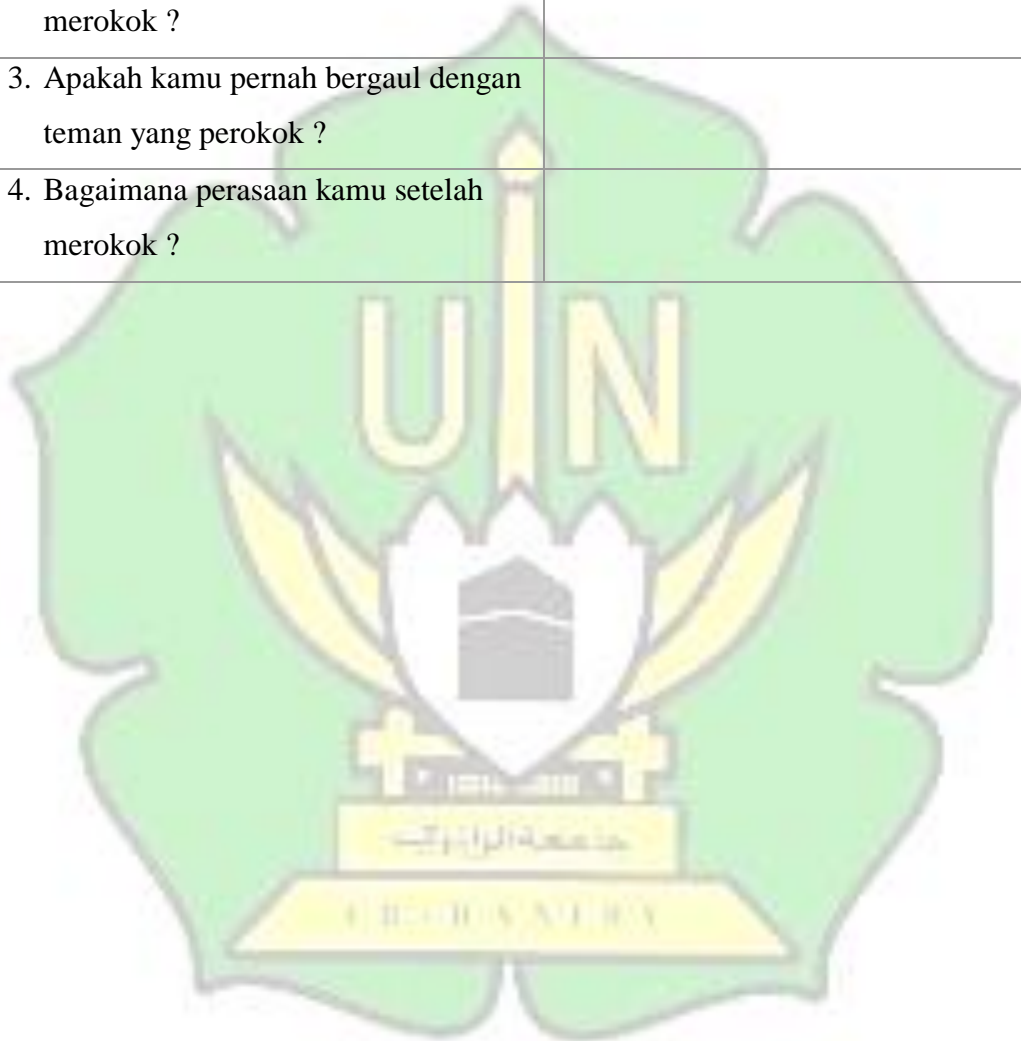 merokok ?
3. Apakah kamu pernah bergaul dengan
teman yang perokok ?
4. Bagaimana perasaan kamu setelah
merokok ?
UIN